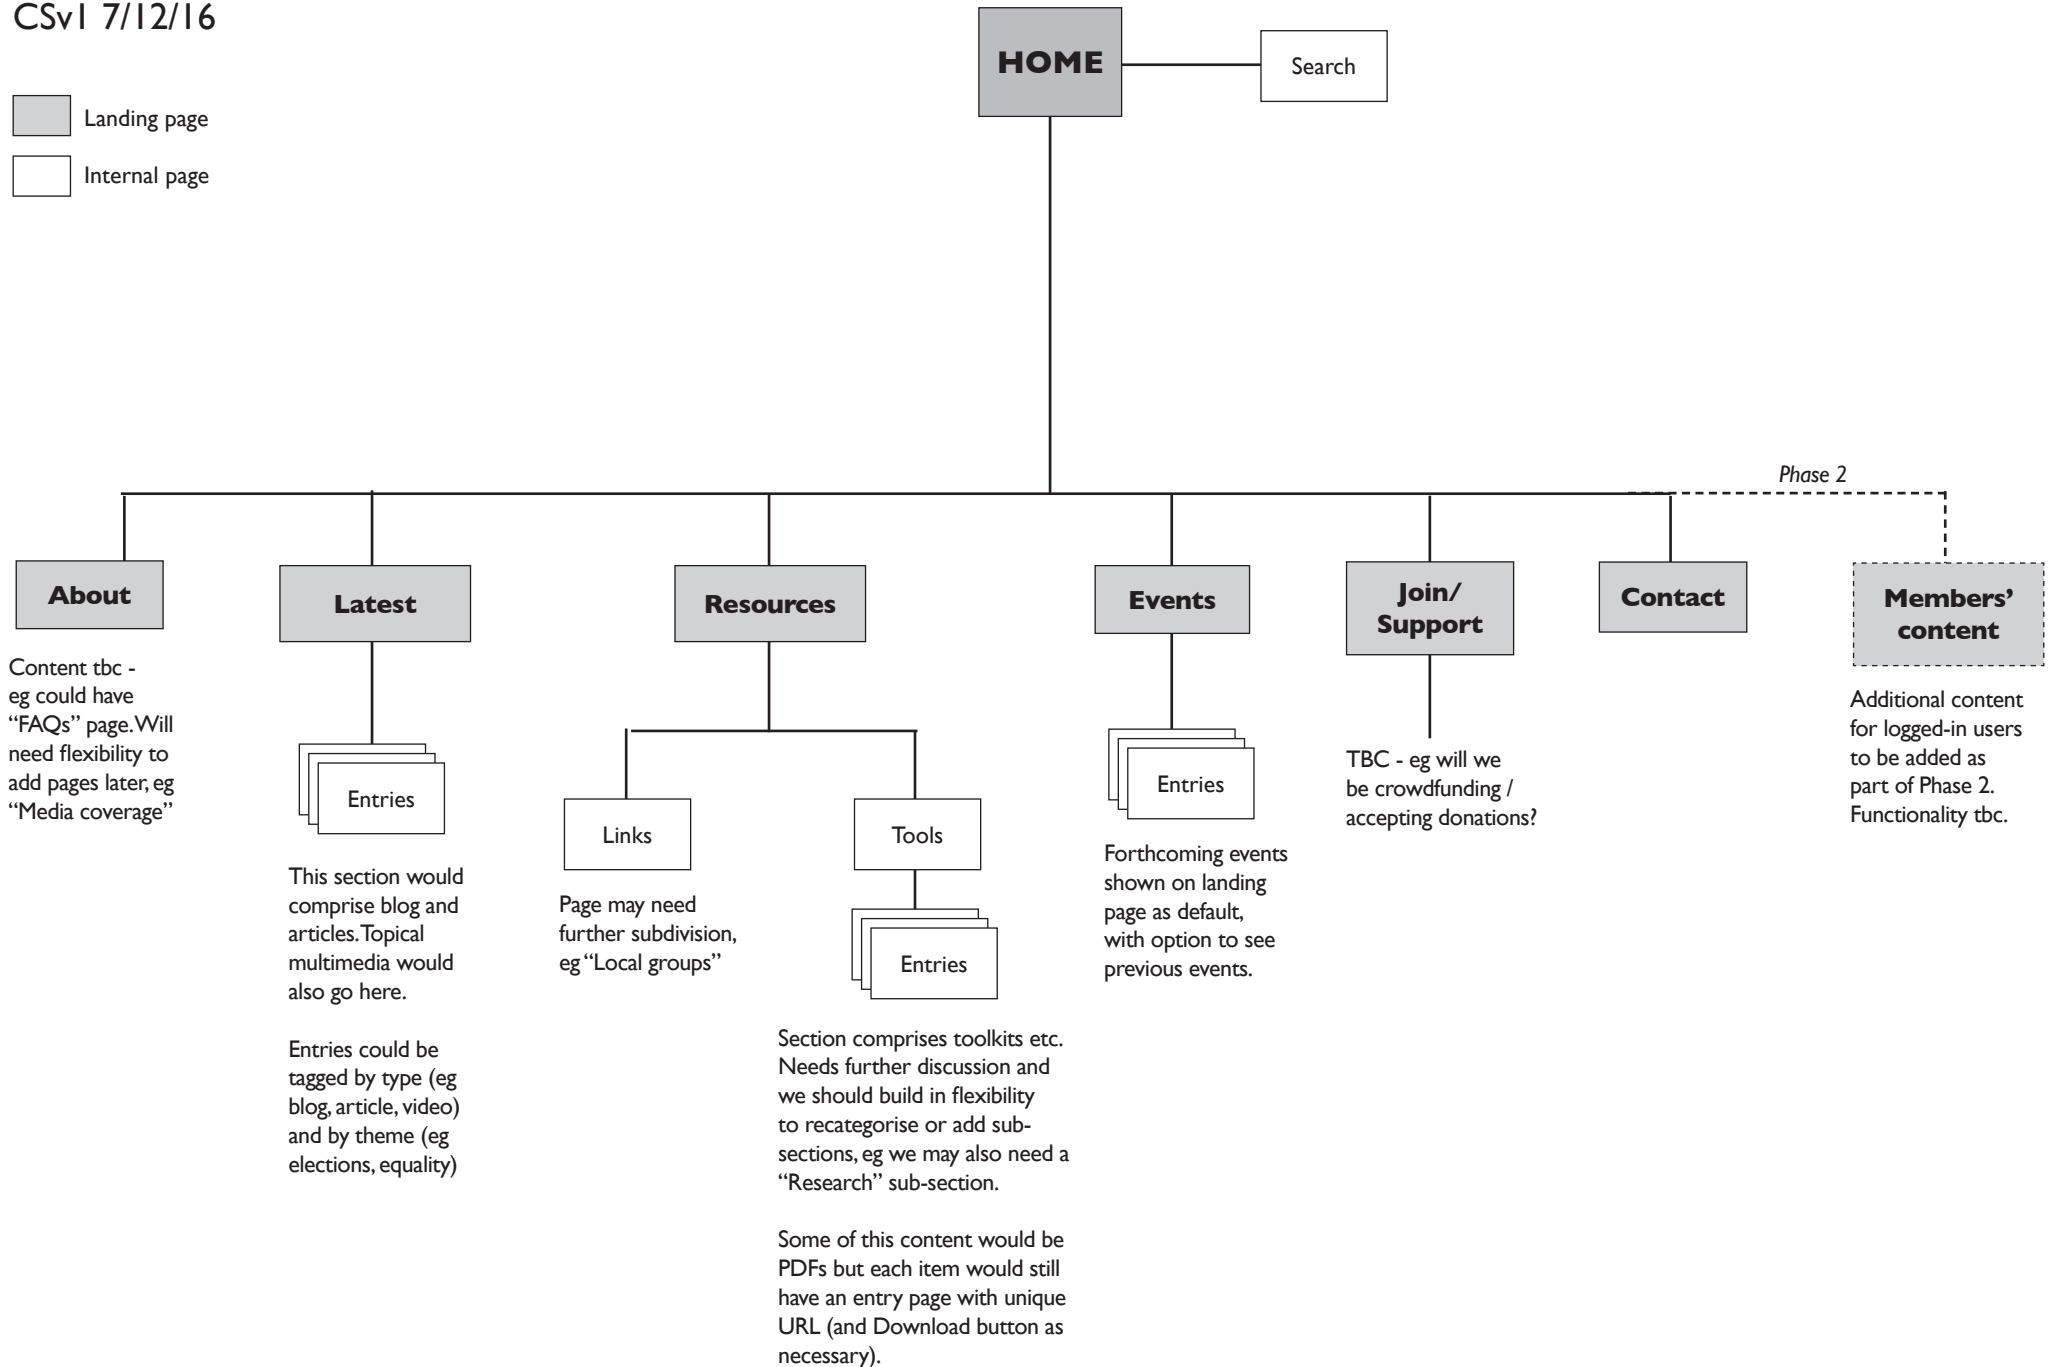 CSv1 7/12/16
Landing page
Internal page
HOME
Search
Phase 2
About
Content tbc -
eg could have
“FAQs” page. Will
need flexibility to
add pages later, eg
“Media coverage”
Latest
Entries
This section would
comprise blog and
articles. Topical
multimedia would
also go here.
Entries could be
tagged by type (eg
blog, article, video)
and by theme (eg
elections, equality)
Resources
Links
Page may need
further subdivision,
eg “Local groups”
Tools
Entries
Section comprises toolkits etc.
Needs further discussion and
we should build in flexibility
to recategorise or add sub-
sections, eg we may also need a
“Research” sub-section.
Some of this content would be
PDFs but each item would still
have an entry page with unique
URL (and Download button as
necessary).
Events
Entries
Forthcoming events
shown on landing
page as default,
with option to see
previous events.
Join/
Support
TBC - eg will we
be crowdfunding /
accepting donations?
Contact
Members’
content
Additional content
for logged-in users
to be added as
part of Phase 2.
Functionality tbc.